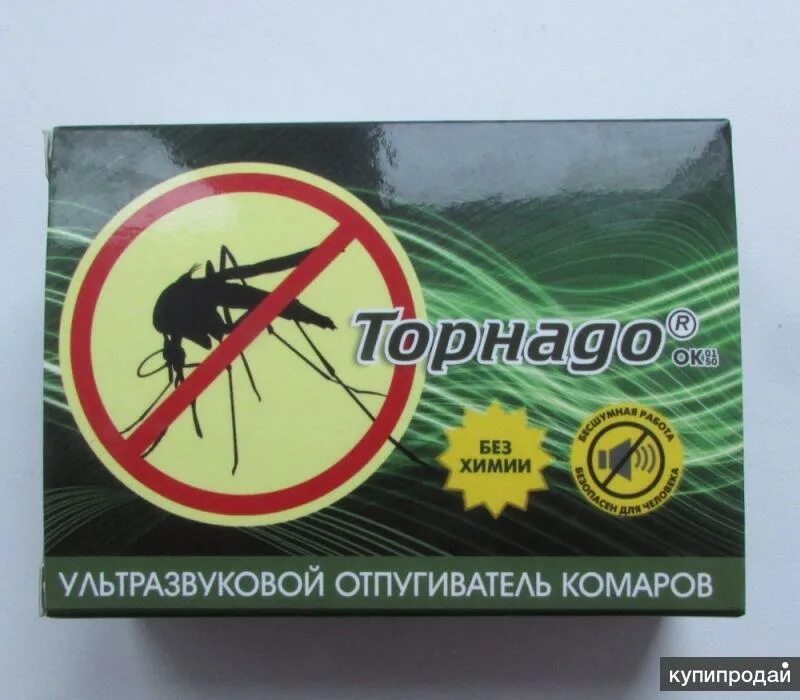 Торнадо®
ОК 01 50
БЕЗ
ХИМИИ
БЕСШУМНАЯ РАБОТА
БЕЗОПАСЕН ДЛЯ ЧЕЛОВЕКА
УЛЬТРАЗВУКОВОЙ ОТПУГИВАТЕЛЬ КОМАРОВ
купипродай